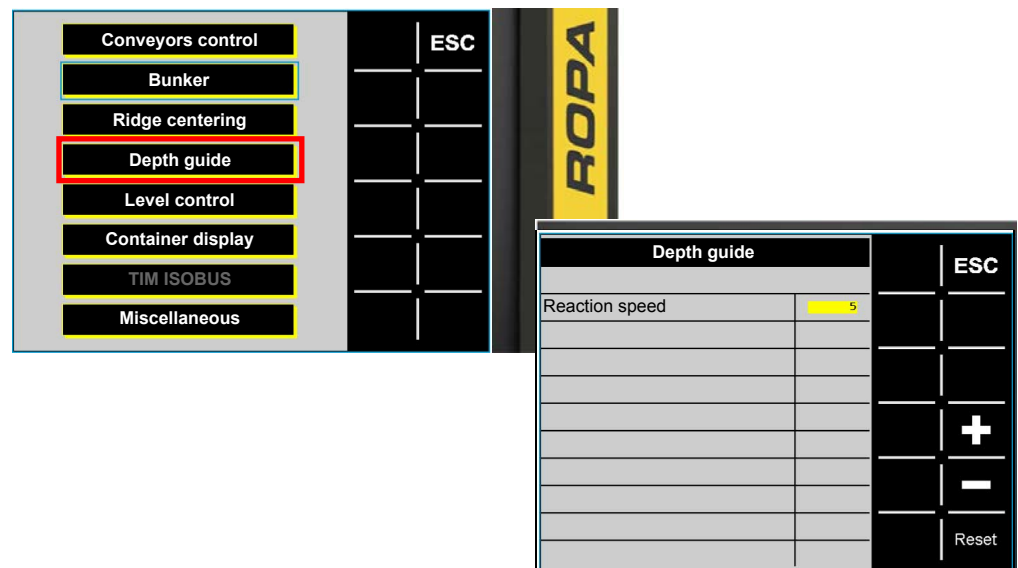 Conveyors control
ESC
Bunker
Ridge centering
Depth guide
Level control
Container display
TIM ISOBUS
Miscellaneous
ROPA
Depth guide
ESC
Reaction speed 5
+
-
Reset